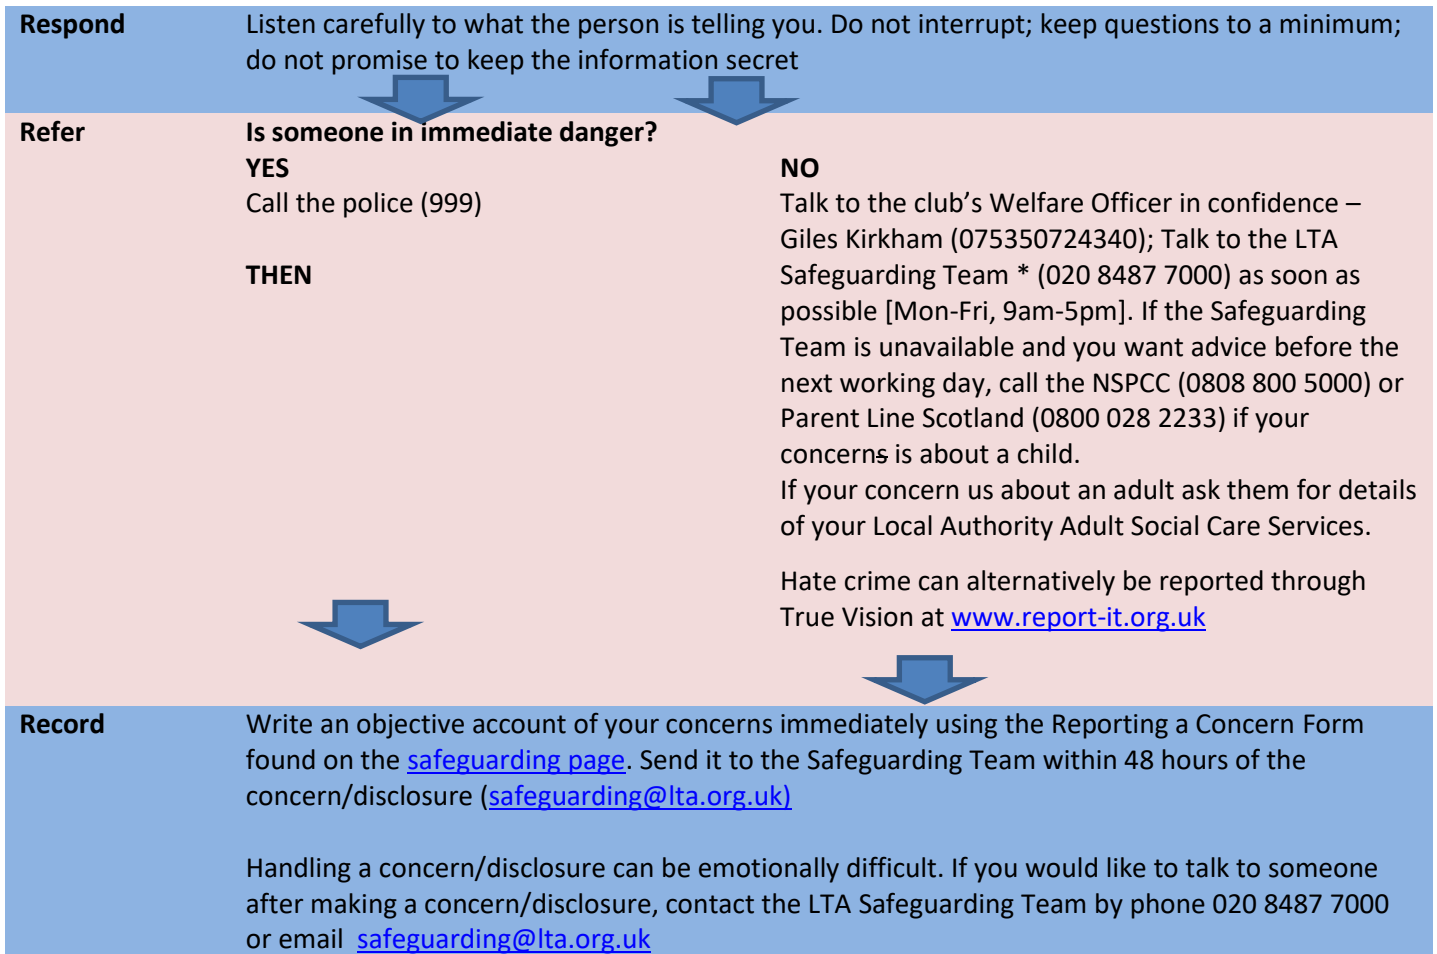 Respond
Listen carefully to what the person is telling you. Do not interrupt; keep questions to a minimum;
do not promise to keep the information secret
Refer
Is someone in immediate danger?
YES
Call the police (999)
THEN
NO
Talk to the club’s Welfare Officer in confidence –
Giles Kirkham (075350724340); Talk to the LTA
Safeguarding Team * (020 8487 7000) as soon as
possible [Mon-Fri, 9am-5pm]. If the Safeguarding
Team is unavailable and you want advice before the
next working day, call the NSPCC (0808 800 5000) or
Parent Line Scotland (0800 028 2233) if your
concerns is about a child.
If your concern us about an adult ask them for details
of your Local Authority Adult Social Care Services.
Hate crime can alternatively be reported through
True Vision at www.report-it.org.uk
Record
Write an objective account of your concerns immediately using the Reporting a Concern Form
found on the safeguarding page. Send it to the Safeguarding Team within 48 hours of the
concern/disclosure (safeguarding@lta.org.uk)
Handling a concern/disclosure can be emotionally difficult. If you would like to talk to someone
after making a concern/disclosure, contact the LTA Safeguarding Team by phone 020 8487 7000
or email safeguarding@lta.org.uk